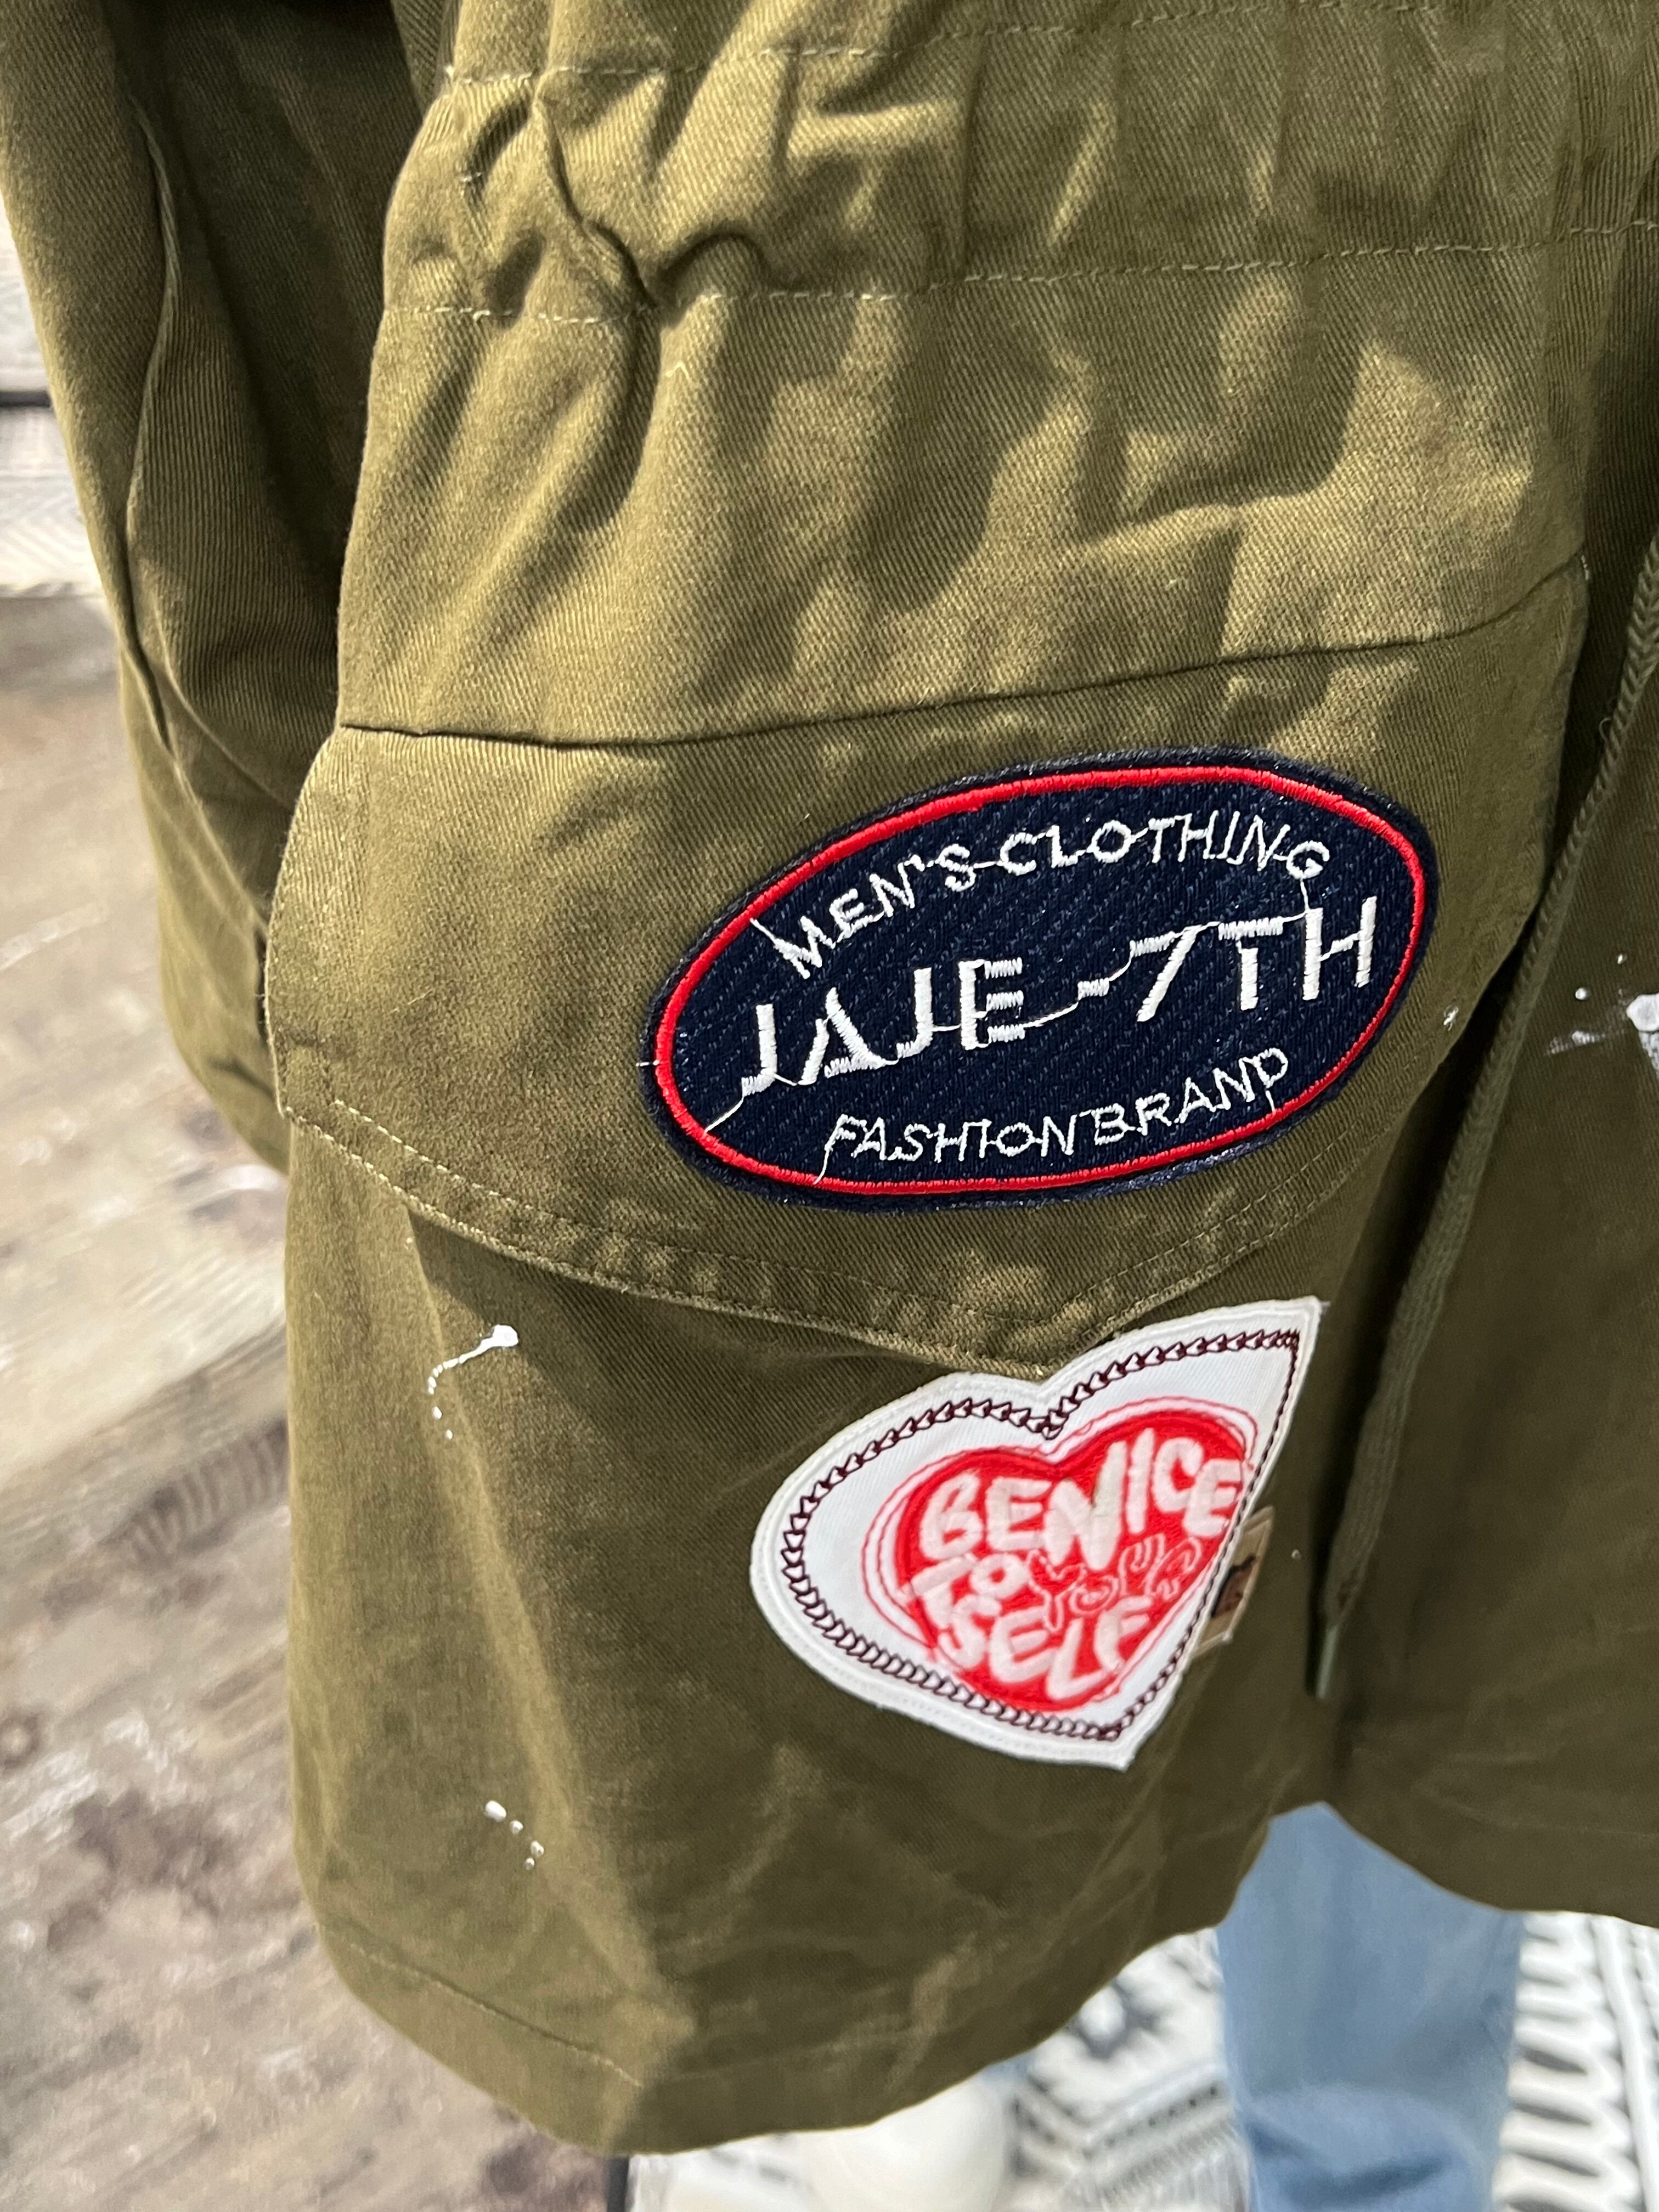 MEN'S CLOTHING
JAJE-7TH
FASHION BRAND
BE NICE
TO YOUR
SELF